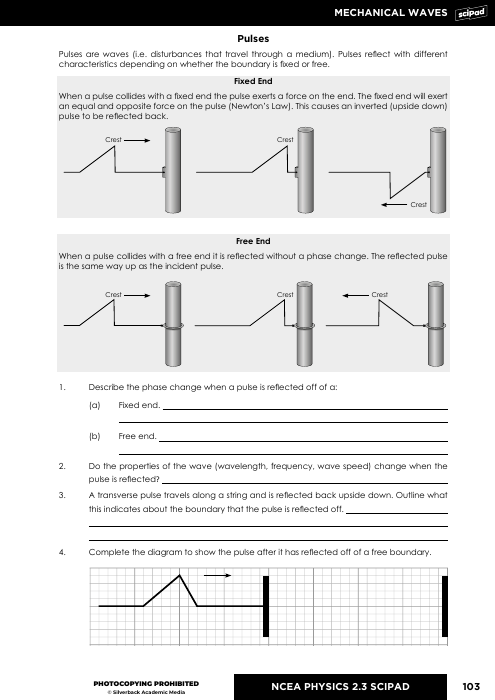 MECHANICAL WAVES
scipad
Pulses
Pulses are waves (i.e. disturbances that travel through a medium). Pulses reflect with different
characteristics depending on whether the boundary is fixed or free.
Fixed End
When a pulse collides with a fixed end the pulse exerts a force on the end. The fixed end will exert
an equal and opposite force on the pulse (Newton's Law). This causes an inverted (upside down)
pulse to be reflected back.
Crest
Crest
Crest
Free End
When a pulse collides with a free end it is reflected without a phase change. The reflected pulse
is the same way up as the incident pulse.
Crest
Crest
Crest
1. Describe the phase change when a pulse is reflected off of a:
(a) Fixed end.
(b) Free end.
2. Do the properties of the wave (wavelength, frequency, wave speed) change when the
pulse is reflected?
3. A transverse pulse travels along a string and is reflected back upside down. Outline what
this indicates about the boundary that the pulse is reflected off.
4. Complete the diagram to show the pulse after it has reflected off of a free boundary.
PHOTOCOPYING PROHIBITED
© Silverback Academic Media
NCEA PHYSICS 2.3 SCIPAD
103